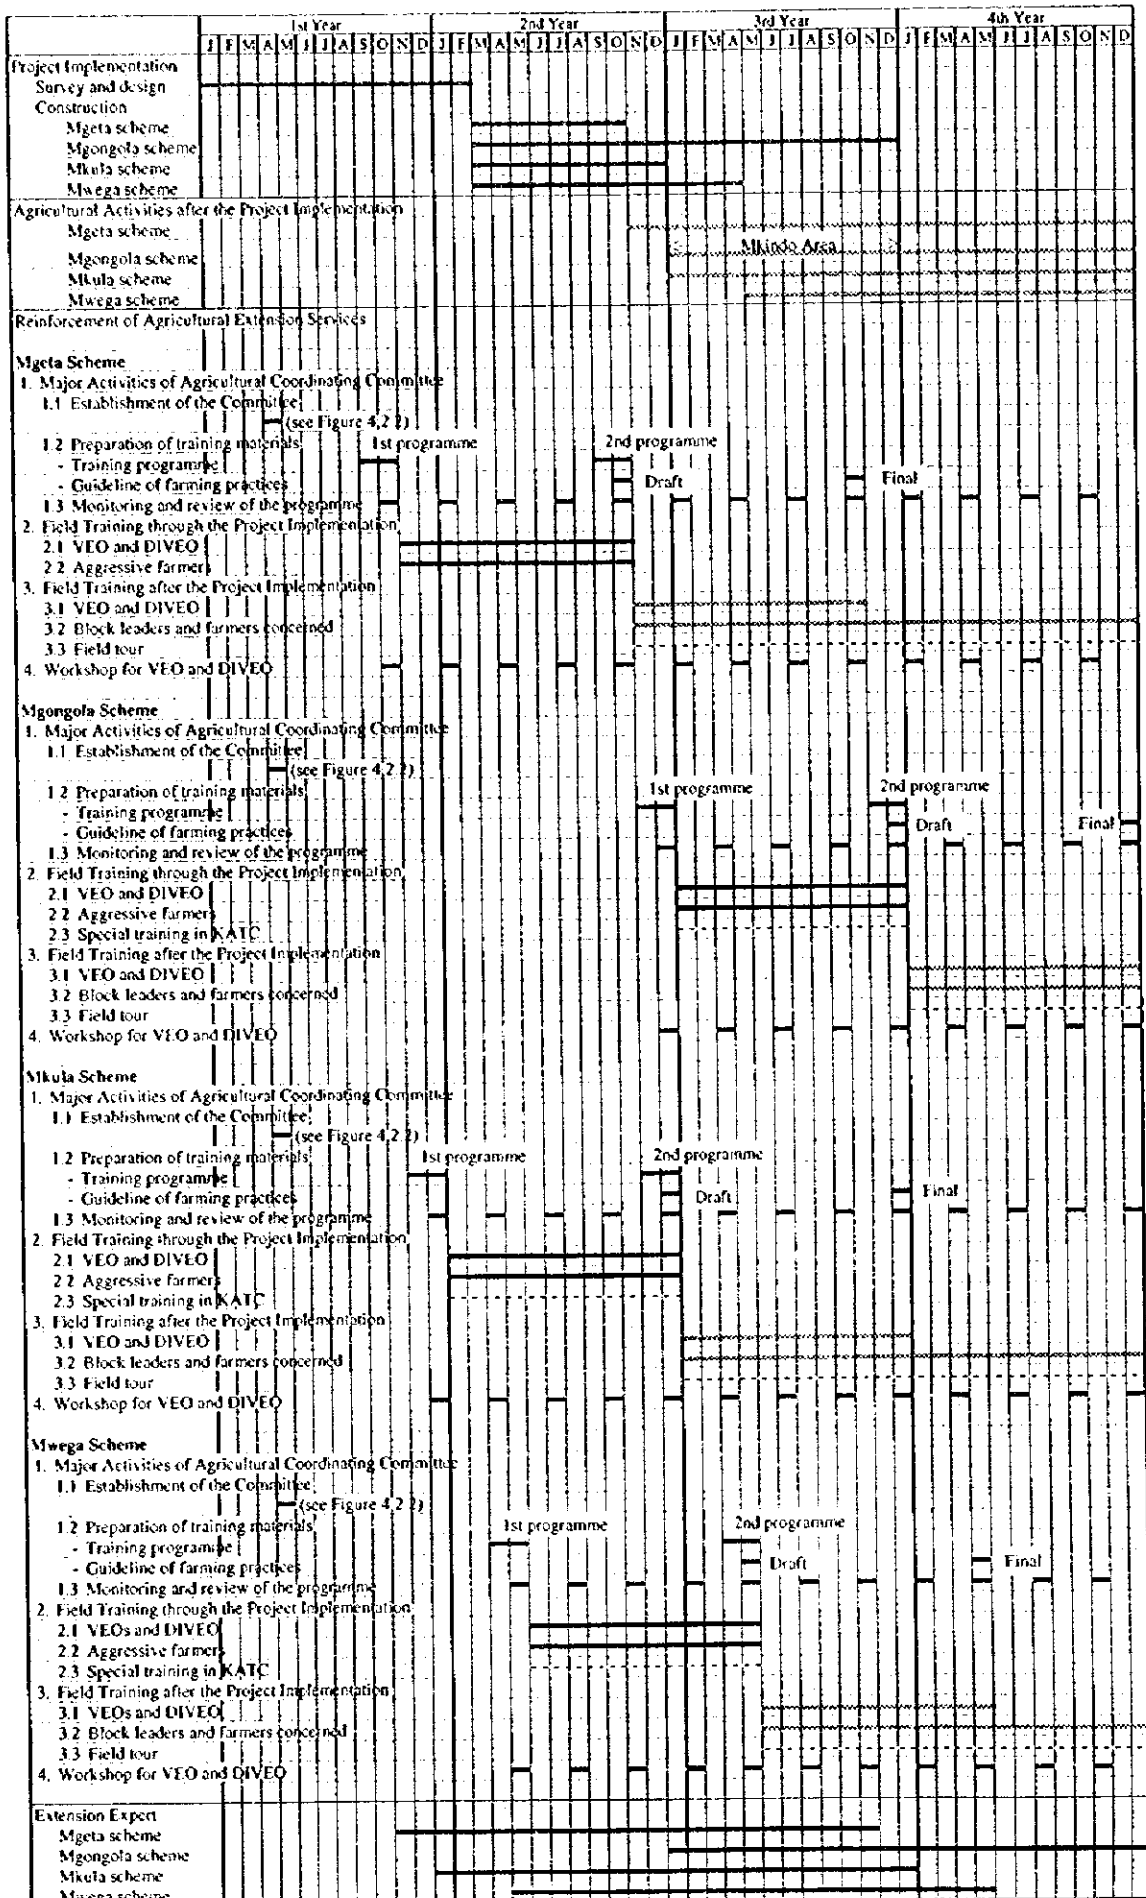 1st Year 2nd Year 3rd Year 4th Year
J F M A M J J A S O N D J F M A M J J A S O N D J F M A M J J A S O N D J F M A M J J A S O N D
Project Implementation
Survey and design
Construction
Mgeta scheme
Mgongola scheme
Mkula scheme
Mwega scheme
Agricultural Activities after the Project Implementation
Mgeta scheme
Mkindo Area
Mgongola scheme
Mkula scheme
Mwega scheme
Reinforcement of Agricultural Extension Services
Mgeta Scheme
1. Major Activities of Agricultural Coordinating Committee
1.1 Establishment of the Committee
(see Figure 4.2.2)
1.2 Preparation of training materials 1st programme 2nd programme
- Training programme
- Guideline of farming practices Draft Final
1.3 Monitoring and review of the programme
2. Field Training through the Project Implementation
2.1 VEO and DIVEO
2.2 Aggressive farmers
3. Field Training after the Project Implementation
3.1 VEO and DIVEO
3.2 Block leaders and farmers concerned
3.3 Field tour
4. Workshop for VEO and DIVEO
Mgongola Scheme
1. Major Activities of Agricultural Coordinating Committee
1.1 Establishment of the Committee
(see Figure 4.2.2)
1.2 Preparation of training materials 1st programme 2nd programme
- Training programme
- Guideline of farming practices Draft Final
1.3 Monitoring and review of the programme
2. Field Training through the Project Implementation
2.1 VEO and DIVEO
2.2 Aggressive farmers
2.3 Special training in KATC
3. Field Training after the Project Implementation
3.1 VEO and DIVEO
3.2 Block leaders and farmers concerned
3.3 Field tour
4. Workshop for VEO and DIVEO
Mkula Scheme
1. Major Activities of Agricultural Coordinating Committee
1.1 Establishment of the Committee
(see Figure 4.2.2)
1.2 Preparation of training materials 1st programme 2nd programme
- Training programme
- Guideline of farming practices Draft Final
1.3 Monitoring and review of the programme
2. Field Training through the Project Implementation
2.1 VEO and DIVEO
2.2 Aggressive farmers
2.3 Special training in KATC
3. Field Training after the Project Implementation
3.1 VEO and DIVEO
3.2 Block leaders and farmers concerned
3.3 Field tour
4. Workshop for VEO and DIVEO
Mwega Scheme
1. Major Activities of Agricultural Coordinating Committee
1.1 Establishment of the Committee
(see Figure 4.2.2)
1.2 Preparation of training materials 1st programme 2nd programme
- Training programme
- Guideline of farming practices Draft Final
1.3 Monitoring and review of the programme
2. Field Training through the Project Implementation
2.1 VEOs and DIVEO
2.2 Aggressive farmers
2.3 Special training in KATC
3. Field Training after the Project Implementation
3.1 VEOs and DIVEO
3.2 Block leaders and farmers concerned
3.3 Field tour
4. Workshop for VEO and DIVEO
Extension Expert
Mgeta scheme
Mgongola scheme
Mkula scheme
Mwega scheme